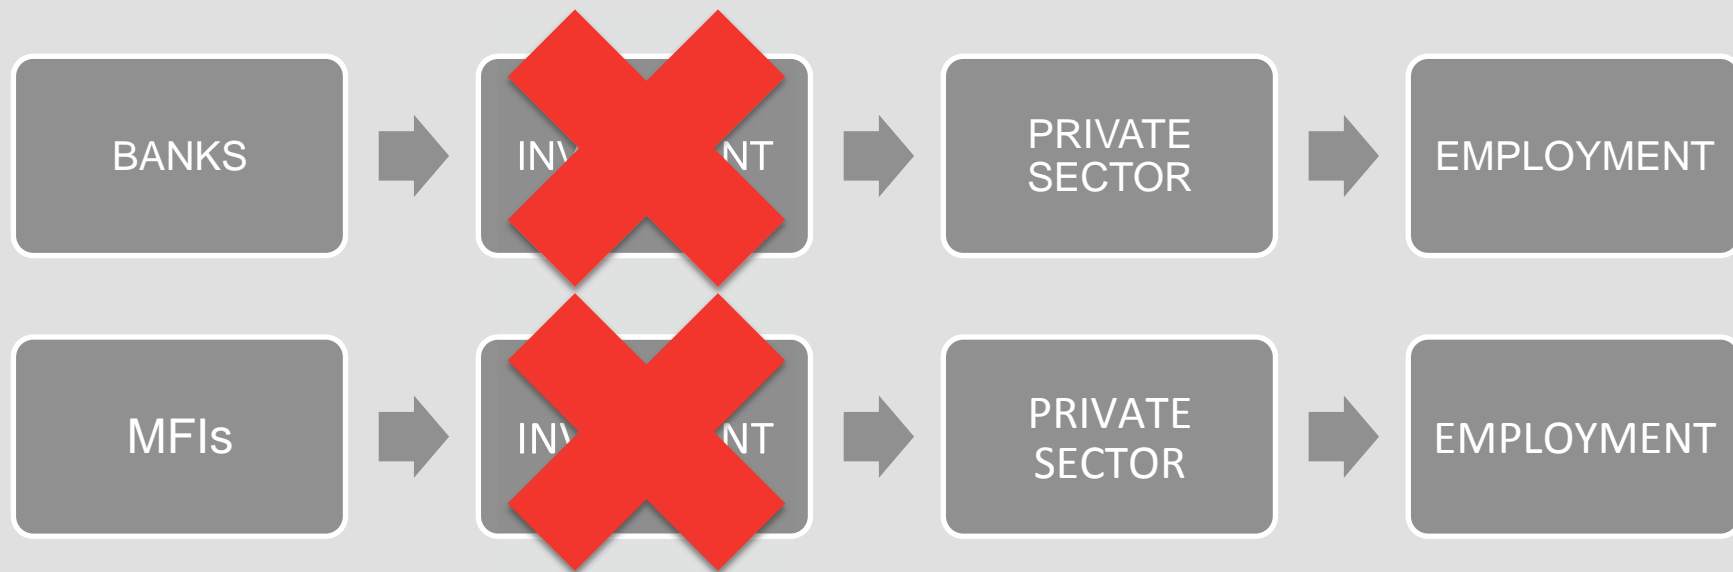 BANKS
PRIVATE
SECTOR
EMPLOYMENT
MFIs
PRIVATE
SECTOR
EMPLOYMENT